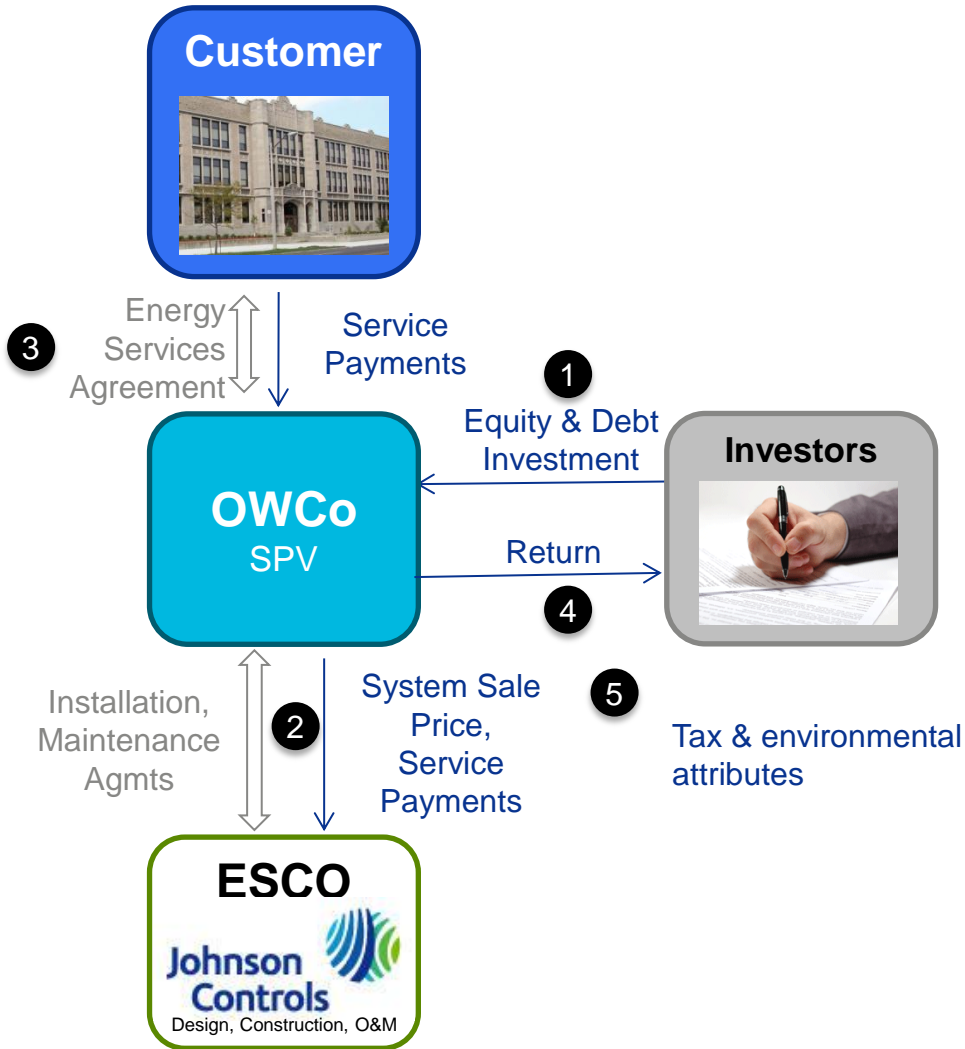 Customer
Energy
Services
Agreement
3
Service
Payments
1
Equity & Debt
Investment
Investors
OWCo
SPV
Return
4
Installation,
Maintenance
Agmts
2
System Sale
Price,
Service
Payments
5
Tax & environmental
attributes
ESCO
Johnson
Controls
Design, Construction, O&M